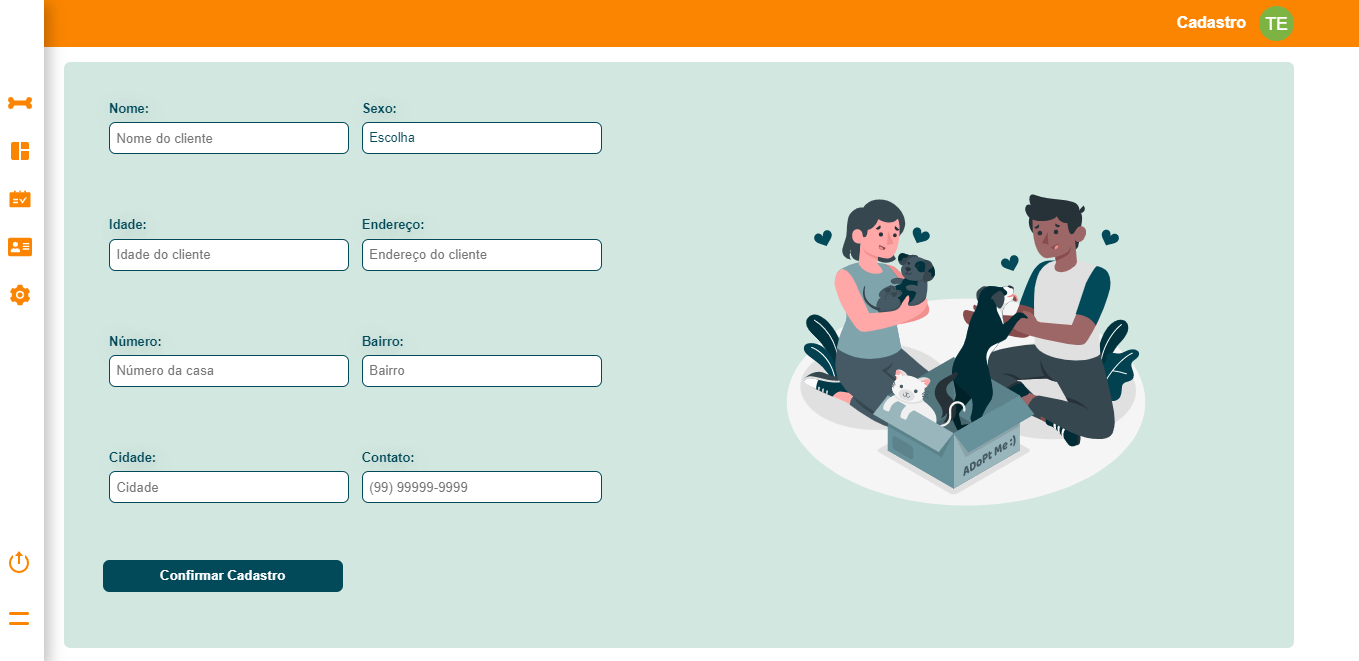 Cadastro TE
Nome: Sexo:
Nome do cliente Escolha
Idade: Endereço:
Idade do cliente Endereço do cliente
Número: Bairro:
Número da casa Bairro
Cidade: Contato:
Cidade (99) 99999-9999
Confirmar Cadastro
ADoPt Me :)